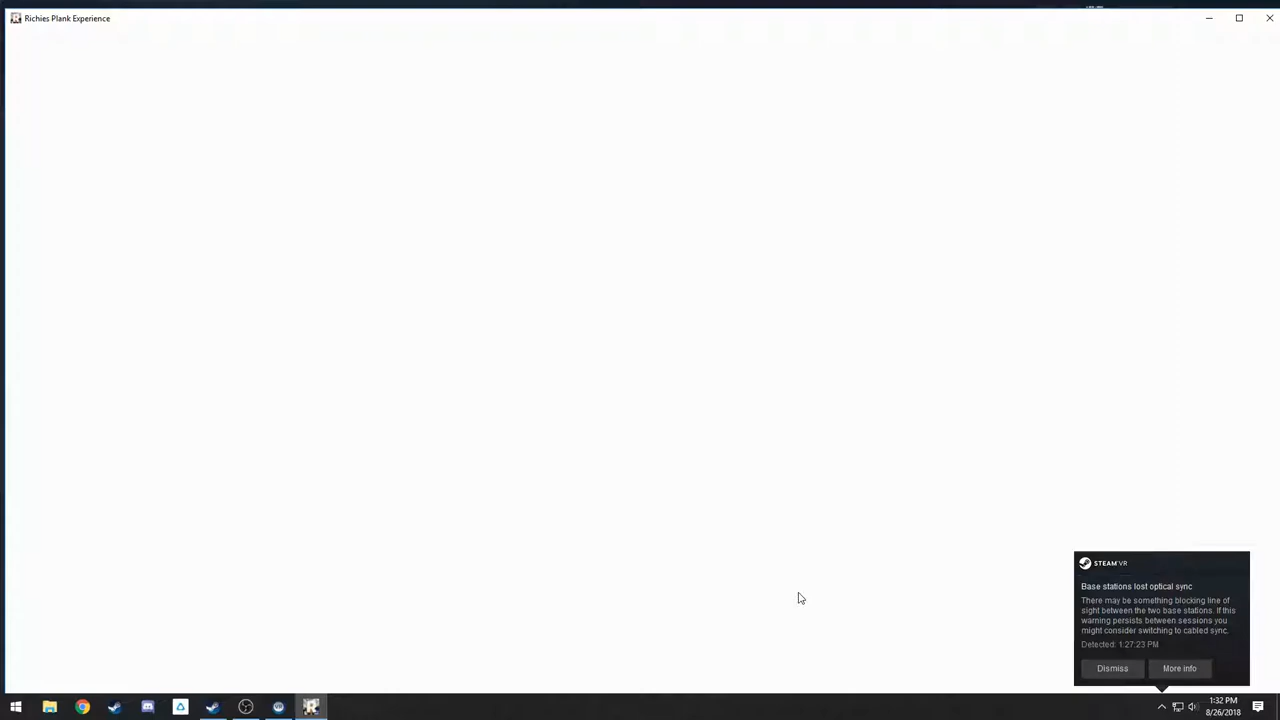 Richies Plank Experience
STEAM VR
Base stations lost optical sync
There may be something blocking line of
sight between the two base stations. If this
warning persists between sessions you
might consider switching to cabled sync.
Detected: 1:27:23 PM
Dismiss
More info
1:32 PM
8/26/2018